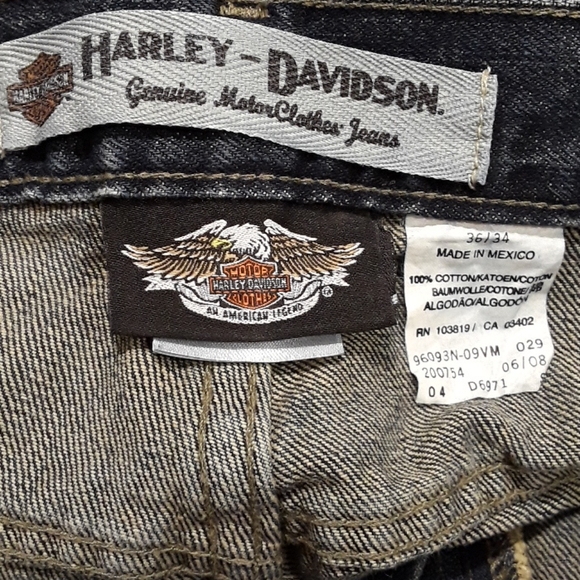 HARLEY-DAVIDSON.
Genuine MotorClothes Jeans
MOTOR
HARLEY-DAVIDSON
CLOTHES
AN AMERICAN LEGEND
36/34
MADE IN MEXICO
100% COTTON/KATOEN/COTON
BAUMWOLLE/COTONE/
ALGODÃO/ALGODÓN
RN 103819/ CA 03402
96093N-09VM 029
200754 06/08
04 D6971